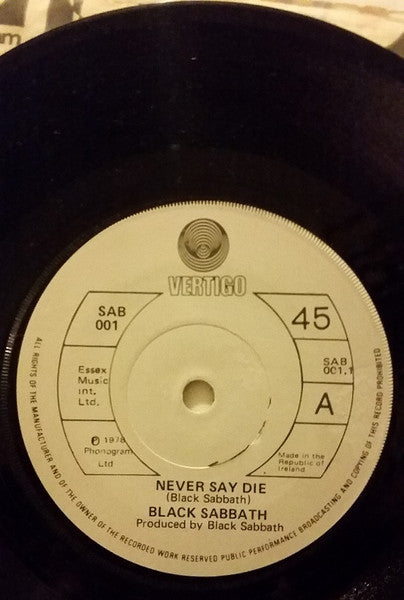 VERTIGO
SAB
001
45
SAB
001.1
Essex
Music
Int,
Ltd.
A
℗ 1978
Phonogram
Ltd
Made in the
Republic of
Ireland
NEVER SAY DIE
(Black Sabbath)
BLACK SABBATH
Produced by Black Sabbath
ALL RIGHTS OF THE MANUFACTURER AND OF THE OWNER OF THE RECORDED WORK RESERVED PUBLIC PERFORMANCE BROADCASTING AND COPYING OF THIS RECORD PROHIBITED